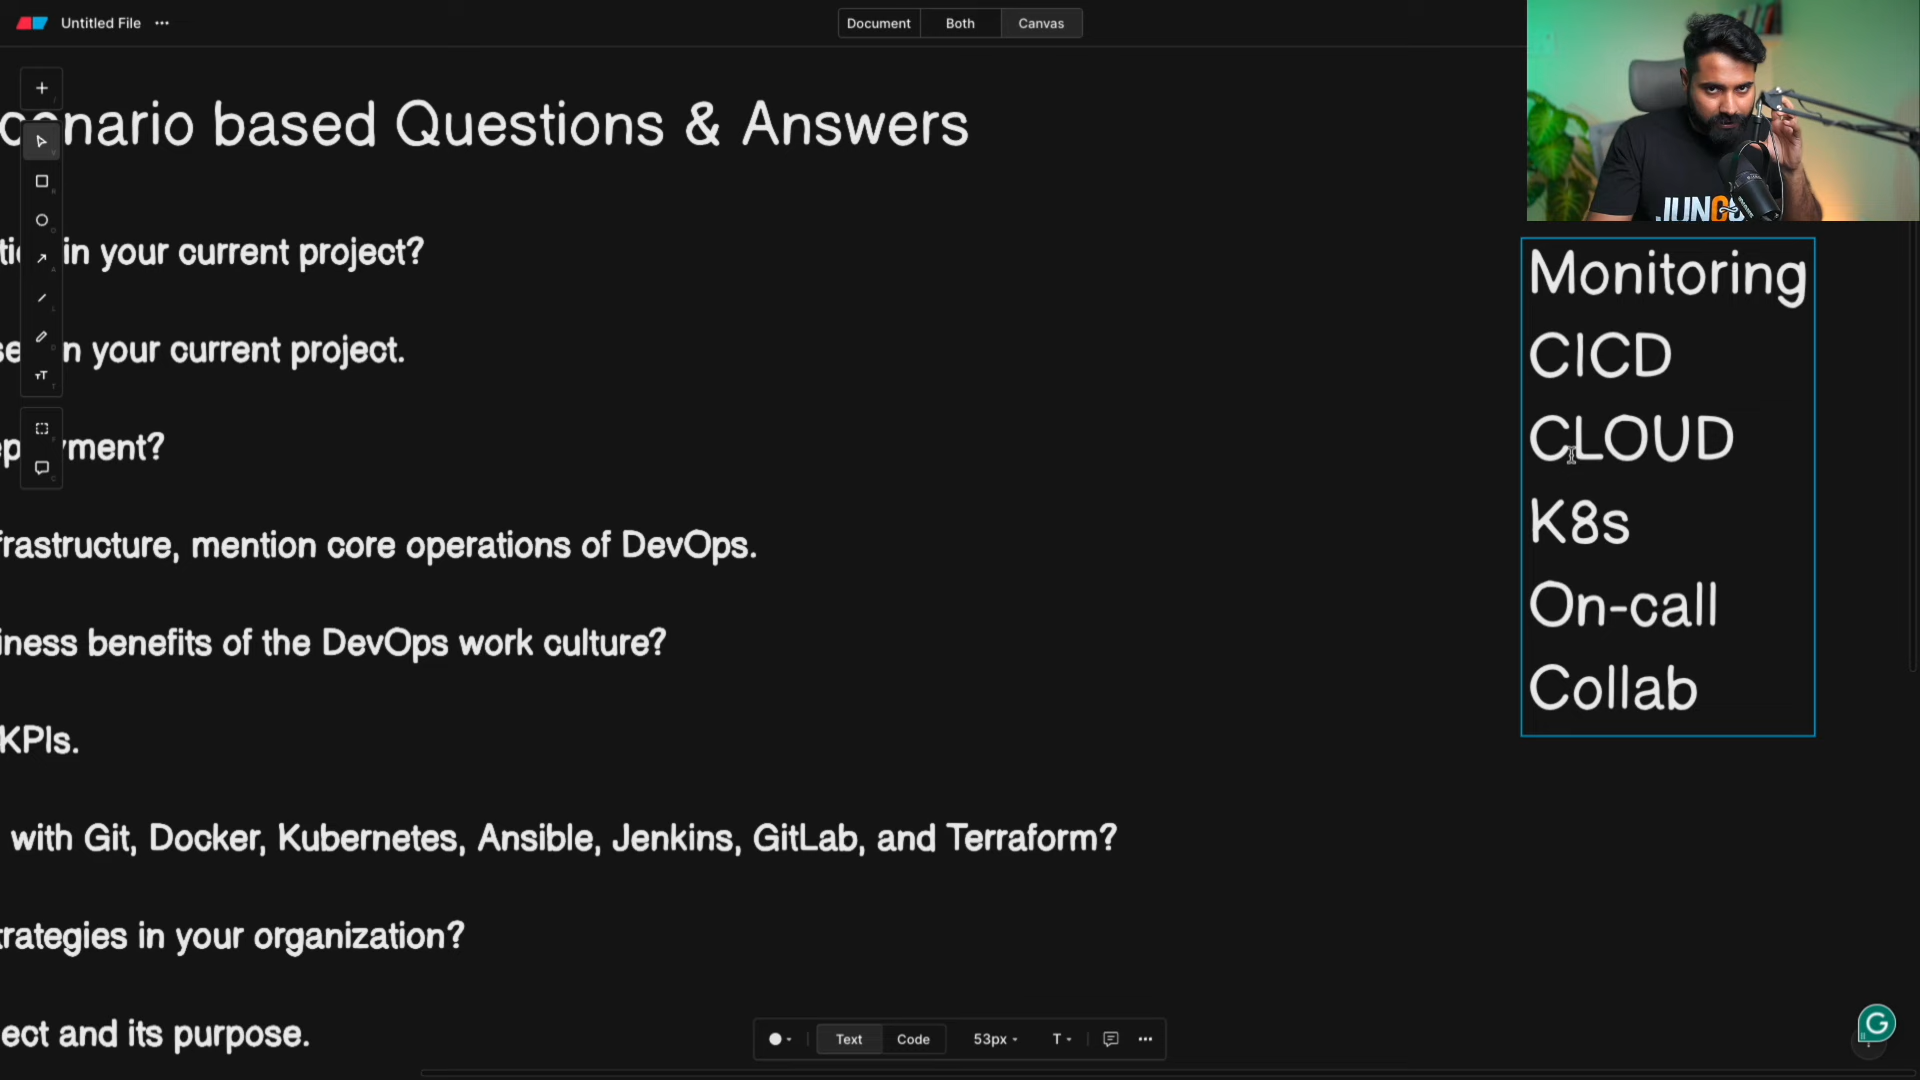 Untitled File
Document Both Canvas
nario based Questions & Answers
in your current project?
n your current project.
ment?
frastructure, mention core operations of DevOps.
iness benefits of the DevOps work culture?
KPIs.
with Git, Docker, Kubernetes, Ansible, Jenkins, GitLab, and Terraform?
trategies in your organization?
ect and its purpose.
Monitoring
CICD
CLOUD
K8s
On-call
Collab
Text Code 53px T